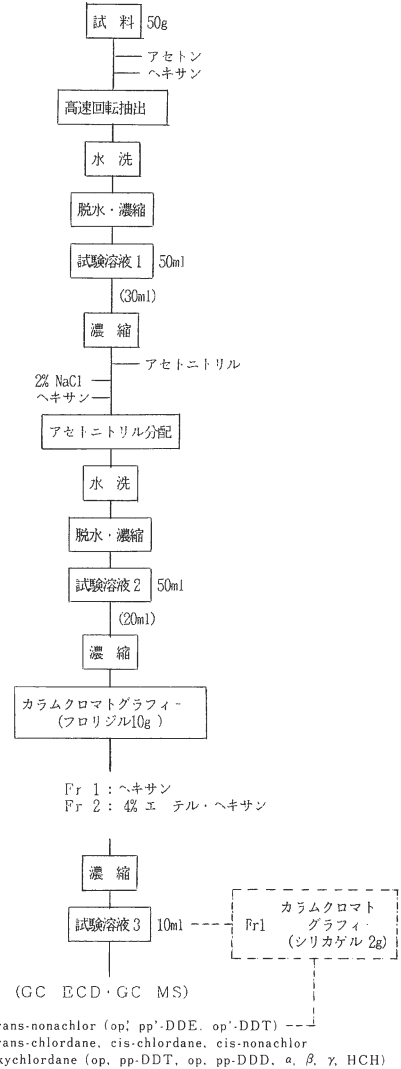 試料 50g
アセトン
ヘキサン
高速回転抽出
水洗
脱水・濃縮
試験溶液1 50ml
(30ml)
濃縮
アセトニトリル
2% NaCl
ヘキサン
アセトニトリル分配
水洗
脱水・濃縮
試験溶液2 50ml
(20ml)
濃縮
カラムクロマトグラフィー
(フロリジル10g)
Fr 1：ヘキサン
Fr 2：4% エーテル・ヘキサン
濃縮
試験溶液3 10ml
Fr1
カラムクロマト
グラフィー
(シリカゲル 2g)
(GC ECD・GC MS)
rans-nonachlor (op', pp'-DDE. op'-DDT)
rans-chlordane, cis-chlordane, cis-nonachlor
xychlordane (op, pp-DDT, op, pp-DDD, α, β, γ, HCH)